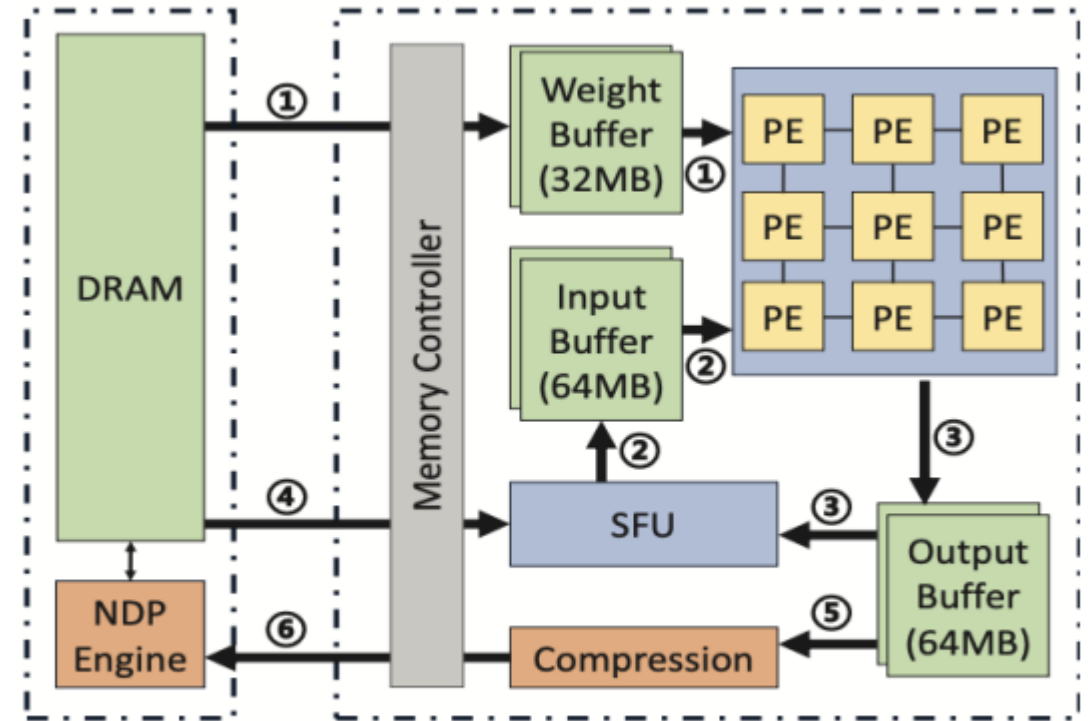 DRAM
NDP
Engine
①
④
⑥
Memory Controller
Weight
Buffer
(32MB)
①
Input
Buffer
(64MB)
②
②
SFU
Compression
PE PE PE
PE PE PE
PE PE PE
③
③
⑤
Output
Buffer
(64MB)